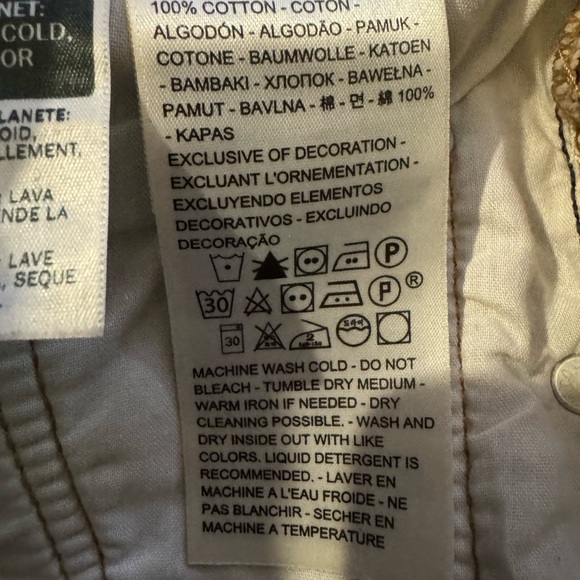 NET:
COLD,
OR
LANETE:
OID,
LLEMENT,
LAVA
NDE LA
LAVE
, SEQUE
100% COTTON - COTON -
ALGODÓN - ALGODÃO - PAMUK -
COTONE - BAUMWOLLE - KATOEN
- BAMBAKI - ХЛОПОК - BAWEŁNA -
PAMUT - BAVLNA - 棉 - 면 - 綿 100%
- KAPAS
EXCLUSIVE OF DECORATION -
EXCLUANT L'ORNEMENTATION -
EXCLUYENDO ELEMENTOS
DECORATIVOS - EXCLUINDO
DECORAÇÃO
P
30 P ®
30
MACHINE WASH COLD - DO NOT
BLEACH - TUMBLE DRY MEDIUM -
WARM IRON IF NEEDED - DRY
CLEANING POSSIBLE. - WASH AND
DRY INSIDE OUT WITH LIKE
COLORS. LIQUID DETERGENT IS
RECOMMENDED. - LAVER EN
MACHINE A L'EAU FROIDE - NE
PAS BLANCHIR - SECHER EN
MACHINE A TEMPERATURE